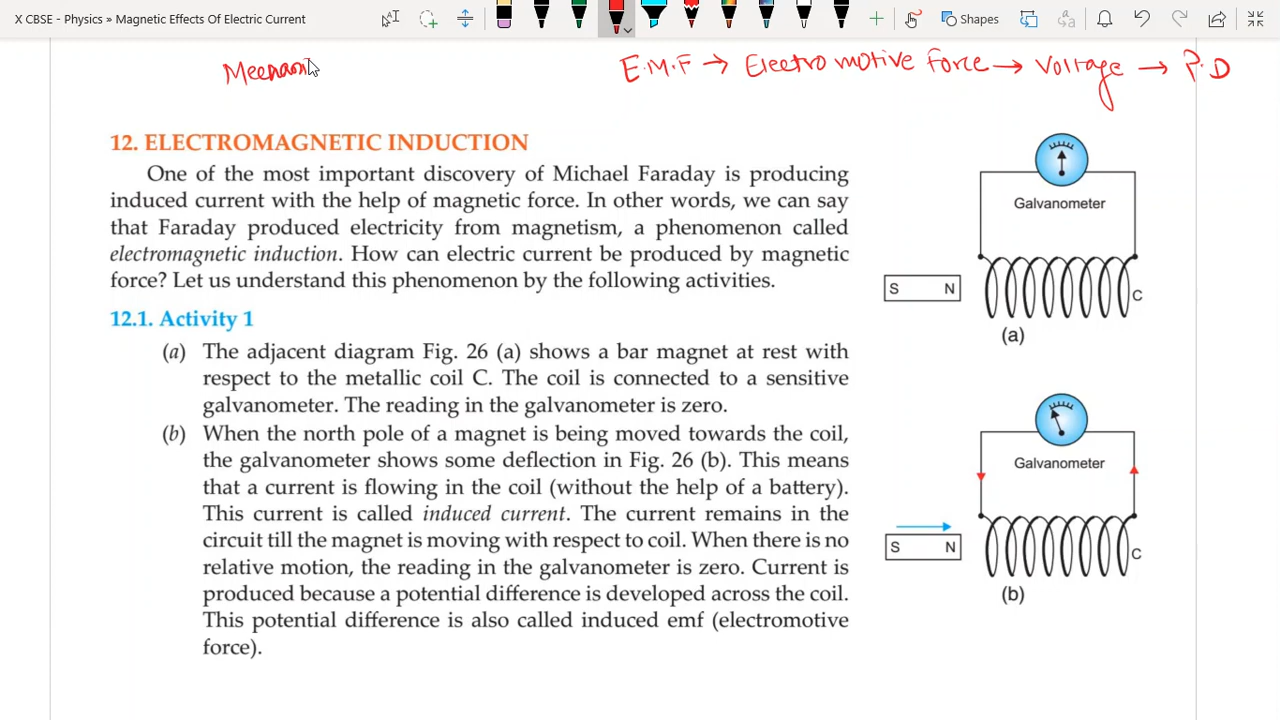 X CBSE - Physics » Magnetic Effects Of Electric Current
Shapes
E.M.F → Electro motive force → Voltage → P.D
12. ELECTROMAGNETIC INDUCTION
One of the most important discovery of Michael Faraday is producing
induced current with the help of magnetic force. In other words, we can say
that Faraday produced electricity from magnetism, a phenomenon called
electromagnetic induction. How can electric current be produced by magnetic
force? Let us understand this phenomenon by the following activities.
12.1. Activity 1
(a) The adjacent diagram Fig. 26 (a) shows a bar magnet at rest with
respect to the metallic coil C. The coil is connected to a sensitive
galvanometer. The reading in the galvanometer is zero.
(b) When the north pole of a magnet is being moved towards the coil,
the galvanometer shows some deflection in Fig. 26 (b). This means
that a current is flowing in the coil (without the help of a battery).
This current is called induced current. The current remains in the
circuit till the magnet is moving with respect to coil. When there is no
relative motion, the reading in the galvanometer is zero. Current is
produced because a potential difference is developed across the coil.
This potential difference is also called induced emf (electromotive
force).
Galvanometer
S N
C
(a)
Galvanometer
S N
C
(b)